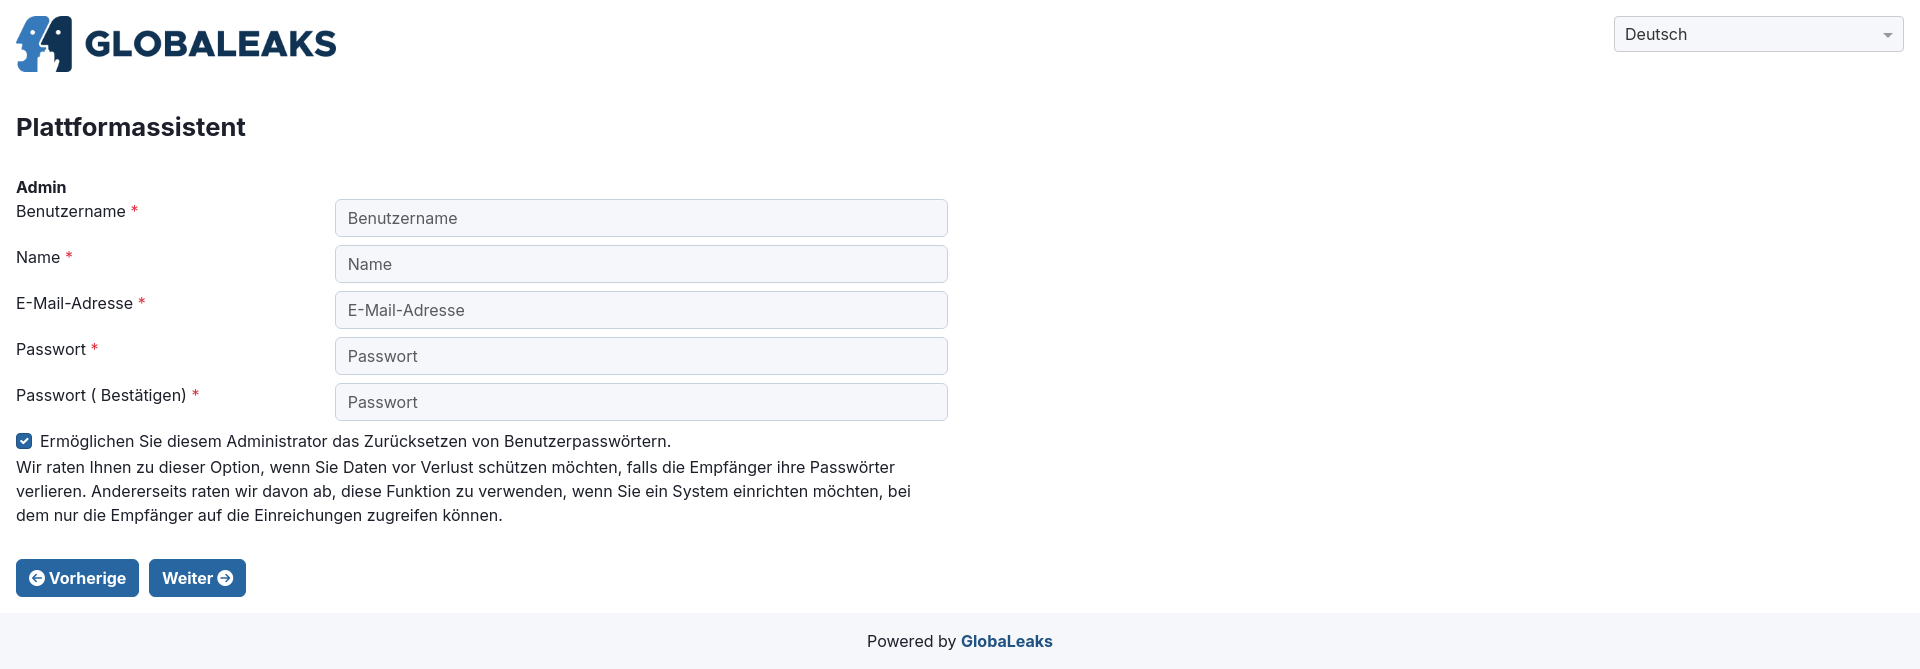 GLOBALEAKS
Deutsch
Plattformassistent
Admin
Benutzername *
Benutzername
Name *
Name
E-Mail-Adresse *
E-Mail-Adresse
Passwort *
Passwort
Passwort ( Bestätigen) *
Passwort
Ermöglichen Sie diesem Administrator das Zurücksetzen von Benutzerpasswörtern.
Wir raten Ihnen zu dieser Option, wenn Sie Daten vor Verlust schützen möchten, falls die Empfänger ihre Passwörter
verlieren. Andererseits raten wir davon ab, diese Funktion zu verwenden, wenn Sie ein System einrichten möchten, bei
dem nur die Empfänger auf die Einreichungen zugreifen können.
Vorherige
Weiter
Powered by GlobaLeaks